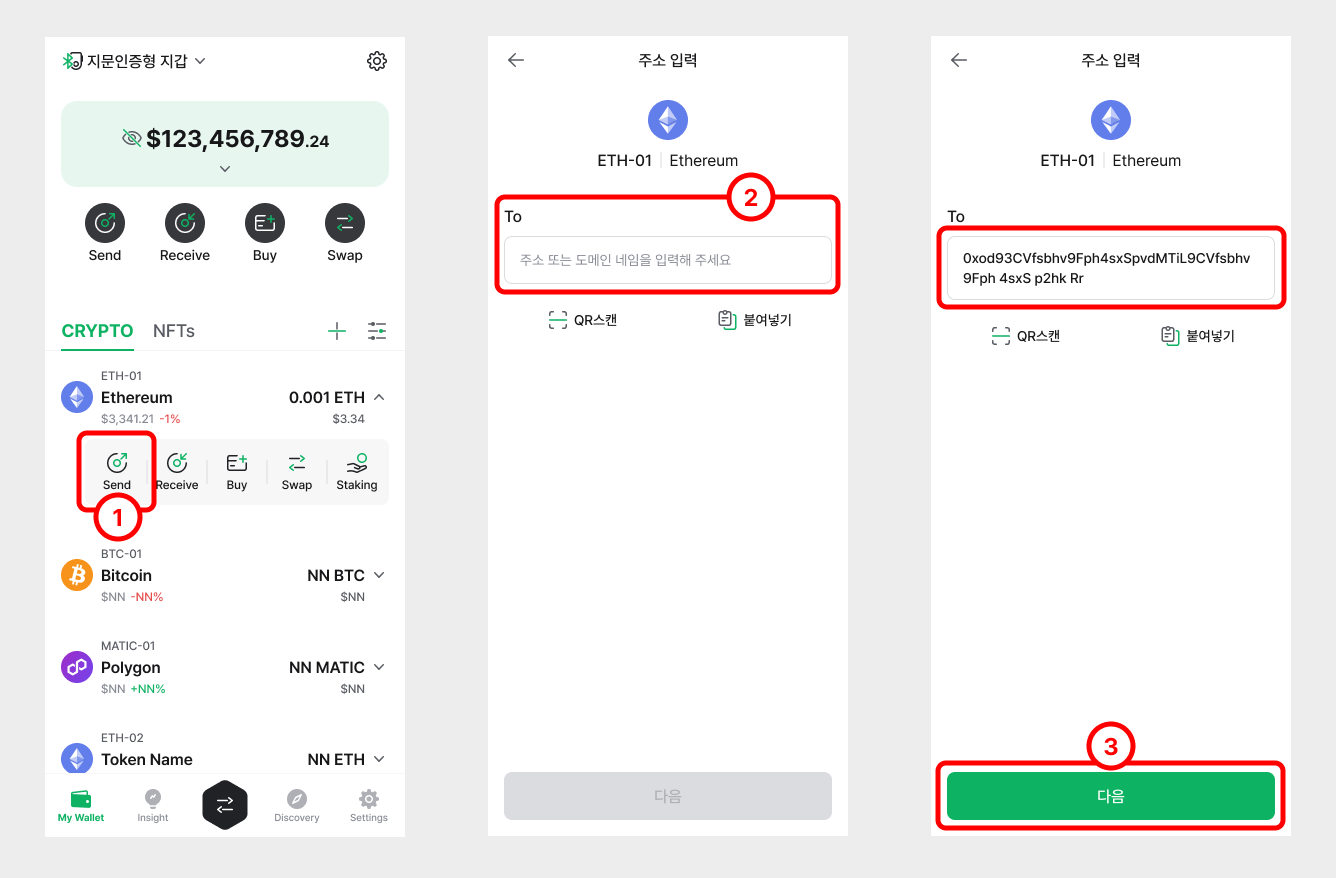 지문인증형 지갑
$123,456,789.24
Send
Receive
Buy
Swap
CRYPTO
NFTs
ETH-01
Ethereum
0.001 ETH
$3,341.21 -1%
$3.34
Send
Receive
Buy
Swap
Staking
1
BTC-01
Bitcoin
NN BTC
$NN -NN%
$NN
MATIC-01
Polygon
NN MATIC
$NN +NN%
$NN
ETH-02
Token Name
NN ETH
My Wallet
Insight
Discovery
Settings
주소 입력
ETH-01 Ethereum
2
To
주소 또는 도메인 네임을 입력해 주세요
QR스캔
붙여넣기
다음
주소 입력
ETH-01 Ethereum
To
0xod93CVfsbhv9Fph4sxSpvdMTiL9CVfsbhv
9Fph 4sxS p2hk Rr
QR스캔
붙여넣기
3
다음